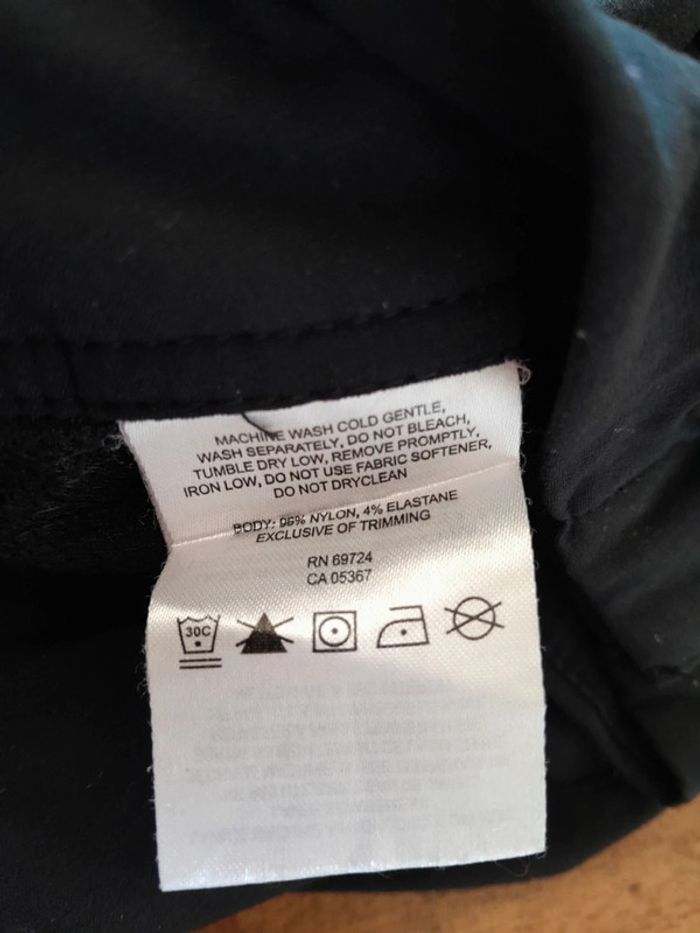 MACHINE WASH COLD GENTLE,
WASH SEPARATELY, DO NOT BLEACH,
TUMBLE DRY LOW, REMOVE PROMPTLY,
IRON LOW, DO NOT USE FABRIC SOFTENER,
DO NOT DRYCLEAN
BODY: 96% NYLON, 4% ELASTANE
EXCLUSIVE OF TRIMMING
RN 69724
CA 05367
30C